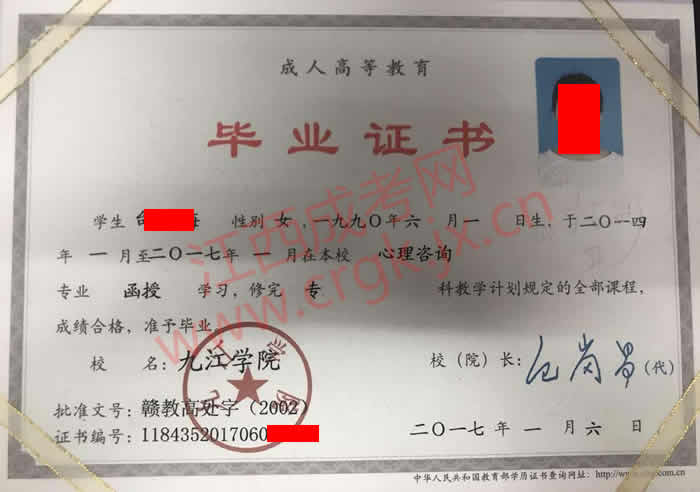 成人高等教育
毕业证书
学生 性别 女 ,一九九〇年 六 月 一 日生,于二〇一四
年 一 月至二〇一七年 一 月在本校 心理咨询
专业 函授 学习,修完 专 科教学计划规定的全部课程,
成绩合格,准予毕业。
校 名: 九江学院 校(院)长: (代)
批准文号: 赣教高处字(2002)
证书编号: 1184352017060
二〇一七年 一 月 六 日
中华人民共和国教育部学历证书查询网址:
江西成考网
www.crgkjx.cn